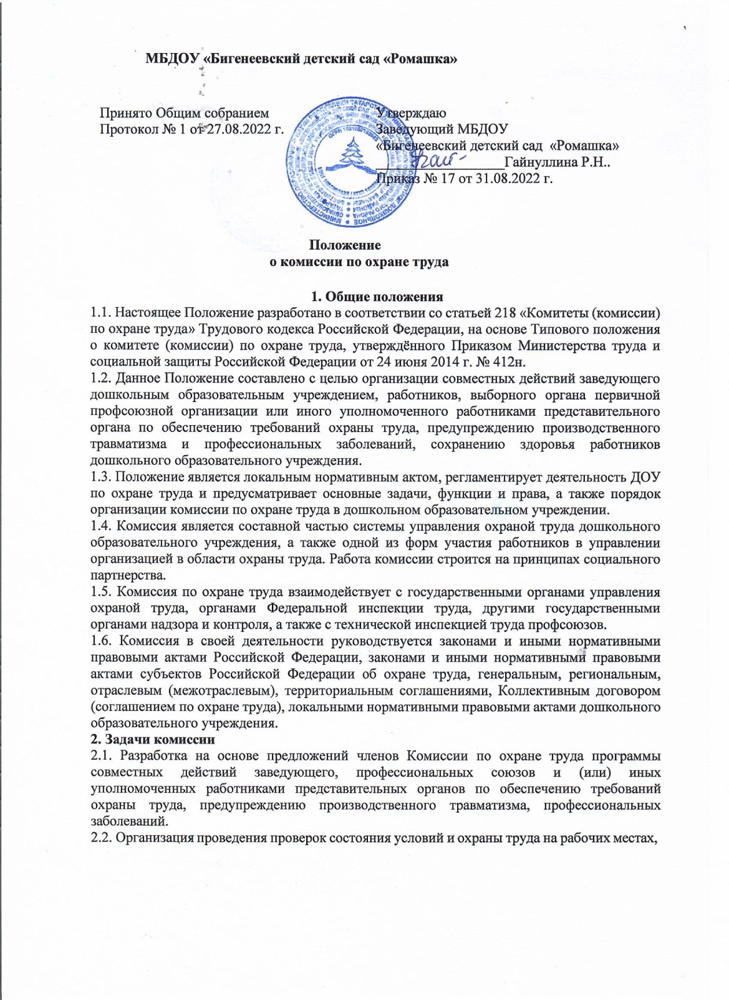 МБДОУ «Бигенеевский детский сад «Ромашка»
Принято Общим собранием
Протокол № 1 от 27.08.2022 г.
Утверждаю
Заведующий МБДОУ
«Бигенеевский детский сад «Ромашка»
_________________Гайнуллина Р.Н..
Приказ № 17 от 31.08.2022 г.
Положение
о комиссии по охране труда
1. Общие положения
1.1. Настоящее Положение разработано в соответствии со статьей 218 «Комитеты (комиссии)
по охране труда» Трудового кодекса Российской Федерации, на основе Типового положения
о комитете (комиссии) по охране труда, утверждённого Приказом Министерства труда и
социальной защиты Российской Федерации от 24 июня 2014 г. № 412н.
1.2. Данное Положение составлено с целью организации совместных действий заведующего
дошкольным образовательным учреждением, работников, выборного органа первичной
профсоюзной организации или иного уполномоченного работниками представительного
органа по обеспечению требований охраны труда, предупреждению производственного
травматизма и профессиональных заболеваний, сохранению здоровья работников
дошкольного образовательного учреждения.
1.3. Положение является локальным нормативным актом, регламентирует деятельность ДОУ
по охране труда и предусматривает основные задачи, функции и права, а также порядок
организации комиссии по охране труда в дошкольном образовательном учреждении.
1.4. Комиссия является составной частью системы управления охраной труда дошкольного
образовательного учреждения, а также одной из форм участия работников в управлении
организацией в области охраны труда. Работа комиссии строится на принципах социального
партнерства.
1.5. Комиссия по охране труда взаимодействует с государственными органами управления
охраной труда, органами Федеральной инспекции труда, другими государственными
органами надзора и контроля, а также с технической инспекцией труда профсоюзов.
1.6. Комиссия в своей деятельности руководствуется законами и иными нормативными
правовыми актами Российской Федерации, законами и иными нормативными правовыми
актами субъектов Российской Федерации об охране труда, генеральным, региональным,
отраслевым (межотраслевым), территориальным соглашениями, Коллективным договором
(соглашением по охране труда), локальными нормативными правовыми актами дошкольного
образовательного учреждения.
2. Задачи комиссии
2.1. Разработка на основе предложений членов Комиссии по охране труда программы
совместных действий заведующего, профессиональных союзов и (или) иных
уполномоченных работниками представительных органов по обеспечению требований
охраны труда, предупреждению производственного травматизма, профессиональных
заболеваний.
2.2. Организация проведения проверок состояния условий и охраны труда на рабочих местах,